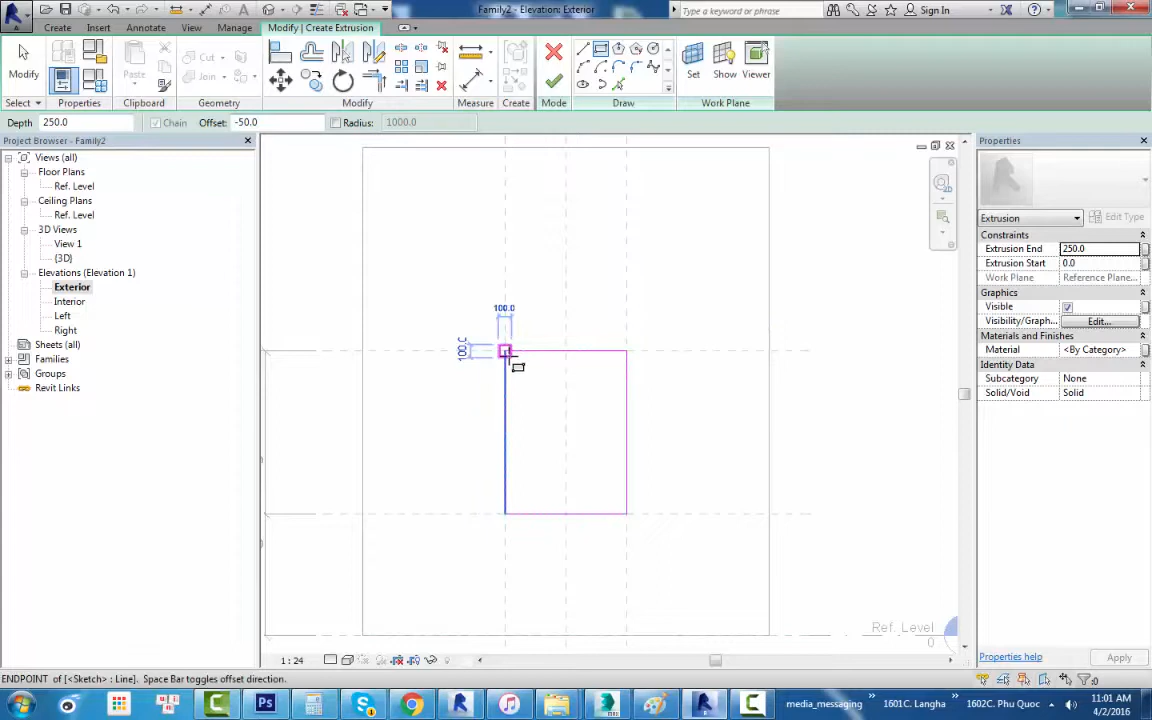 Family2 - Elevation: Exterior
Type a keyword or phrase
Sign In
Create
Insert
Annotate
View
Manage
Modify | Create Extrusion
Modify
Paste
Cut
Join
Set
Show
Viewer
Select
Properties
Clipboard
Geometry
Modify
Measure
Create
Mode
Draw
Work Plane
Depth
250.0
Chain
Offset:
-50.0
Radius:
1000.0
Project Browser - Family2
Views (all)
Floor Plans
Ref. Level
Ceiling Plans
Ref. Level
3D Views
View 1
{3D}
Elevations (Elevation 1)
Exterior
Interior
Left
Right
Sheets (all)
Families
Groups
Revit Links
100.0
100.0
Ref. Level
0
Properties
Extrusion
Edit Type
Constraints
Extrusion End
250.0
Extrusion Start
0.0
Work Plane
Reference Plane...
Graphics
Visible
Visibility/Graph...
Edit...
Materials and Finishes
Material
<By Category>
Identity Data
Subcategory
None
Solid/Void
Solid
Properties help
Apply
1 : 24
ENDPOINT of [<Sketch> : Line]. Space Bar toggles offset direction.
:0
media_messaging
1601C. Langha
1602C. Phu Quoc
11:01 AM
4/2/2016